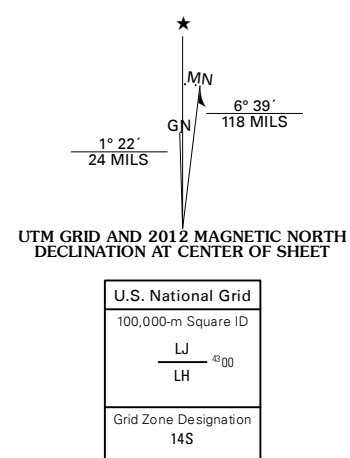 ★
MN
GN
6° 39´
118 MILS
1° 22´
24 MILS
UTM GRID AND 2012 MAGNETIC NORTH
DECLINATION AT CENTER OF SHEET
U.S. National Grid
100,000-m Square ID
LJ
4300
LH
Grid Zone Designation
14S